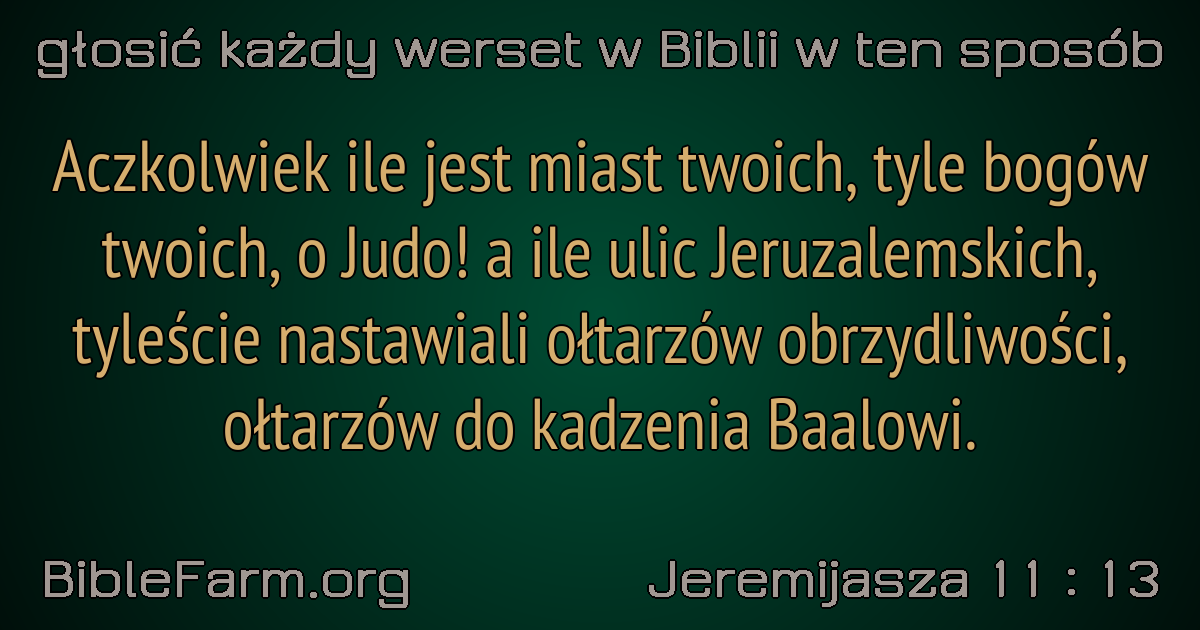 głosić każdy werset w Biblii w ten sposób
Aczkolwiek ile jest miast twoich, tyle bogów
twoich, o Judo! a ile ulic Jeruzalemskich,
tyleście nastawiali ołtarzów obrzydliwości,
ołtarzów do kadzenia Baalowi.
BibleFarm.org
Jeremijasza 11 : 13